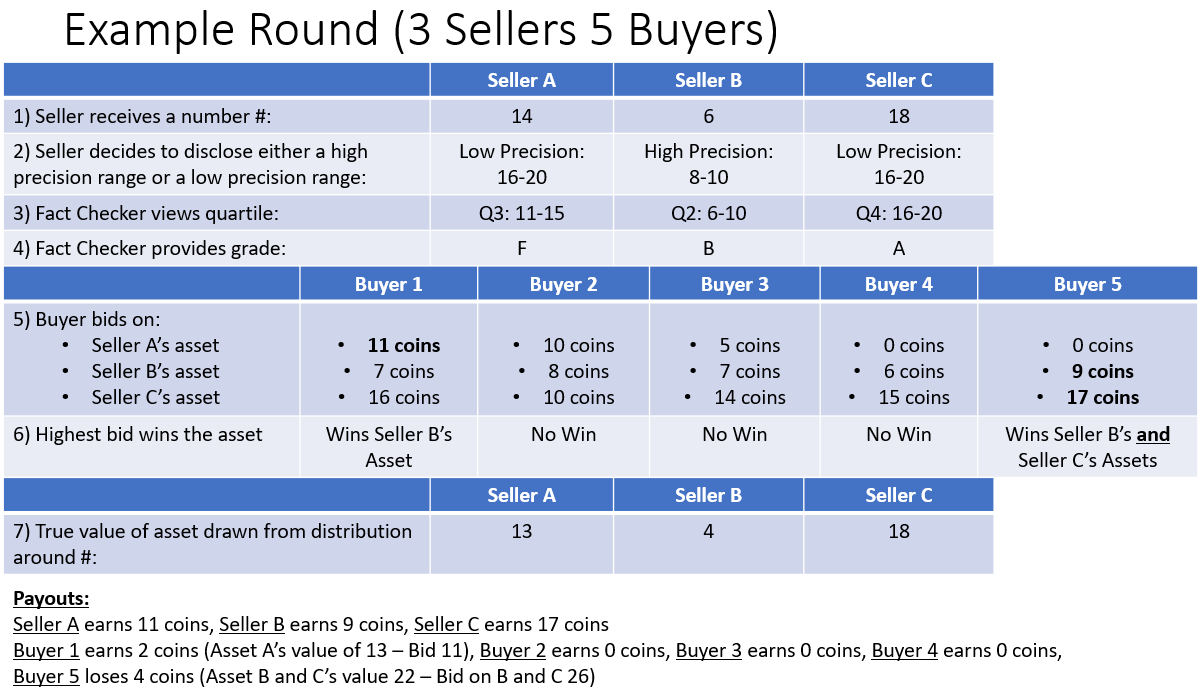 Example Round (3 Sellers 5 Buyers)
Seller A Seller B Seller C
1) Seller receives a number #: 14 6 18
2) Seller decides to disclose either a high Low Precision: High Precision: Low Precision:
precision range or a low precision range: 16-20 8-10 16-20
3) Fact Checker views quartile: Q3: 11-15 Q2: 6-10 Q4: 16-20
4) Fact Checker provides grade: F B A
Buyer 1 Buyer 2 Buyer 3 Buyer 4 Buyer 5
5) Buyer bids on:
• Seller A’s asset • 11 coins • 10 coins • 5 coins • 0 coins • 0 coins
• Seller B’s asset • 7 coins • 8 coins • 7 coins • 6 coins • 9 coins
• Seller C’s asset • 16 coins • 10 coins • 14 coins • 15 coins • 17 coins
6) Highest bid wins the asset Wins Seller B’s No Win No Win No Win Wins Seller B’s and
Asset Seller C’s Assets
Seller A Seller B Seller C
7) True value of asset drawn from distribution 13 4 18
around #:
Payouts:
Seller A earns 11 coins, Seller B earns 9 coins, Seller C earns 17 coins
Buyer 1 earns 2 coins (Asset A’s value of 13 – Bid 11), Buyer 2 earns 0 coins, Buyer 3 earns 0 coins, Buyer 4 earns 0 coins,
Buyer 5 loses 4 coins (Asset B and C’s value 22 – Bid on B and C 26)